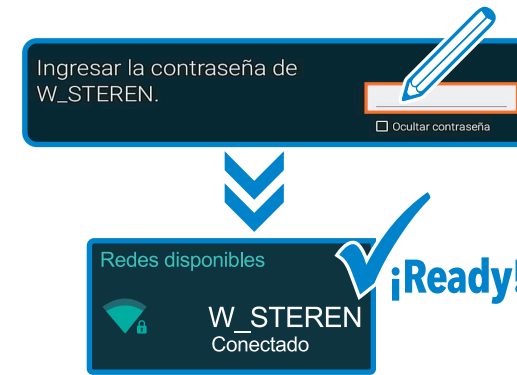 Ingresar la contraseña de
W_STEREN.
Ocultar contraseña
Redes disponibles
W_STEREN
Conectado
¡Ready!